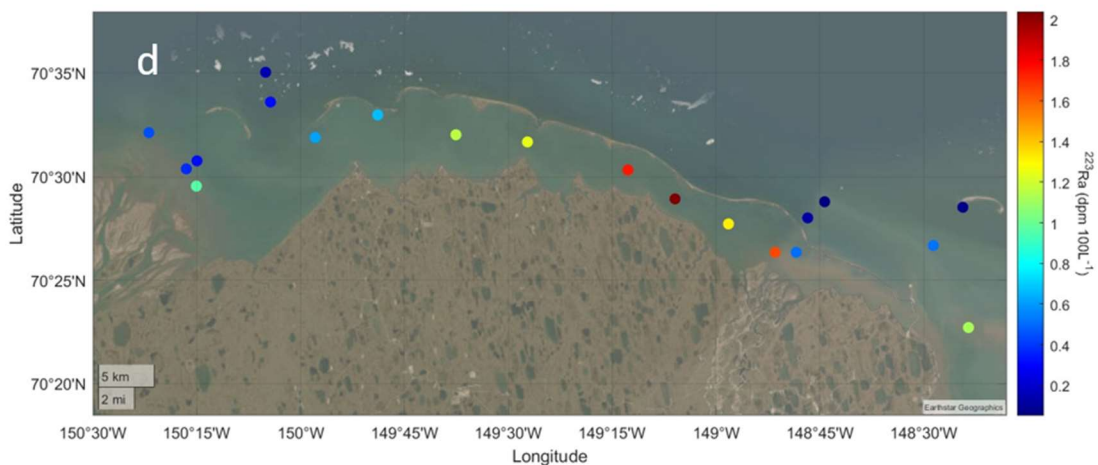 d
70°35'N
70°30'N
70°25'N
70°20'N
Latitude
5 km
2 mi
Earthstar Geographics
150°30'W 150°15'W 150°W 149°45'W 149°30'W 149°15'W 149°W 148°45'W 148°30'W
Longitude
2
1.8
1.6
1.4
1.2
1
0.8
0.6
0.4
0.2
²²³Ra (dpm 100L⁻¹)